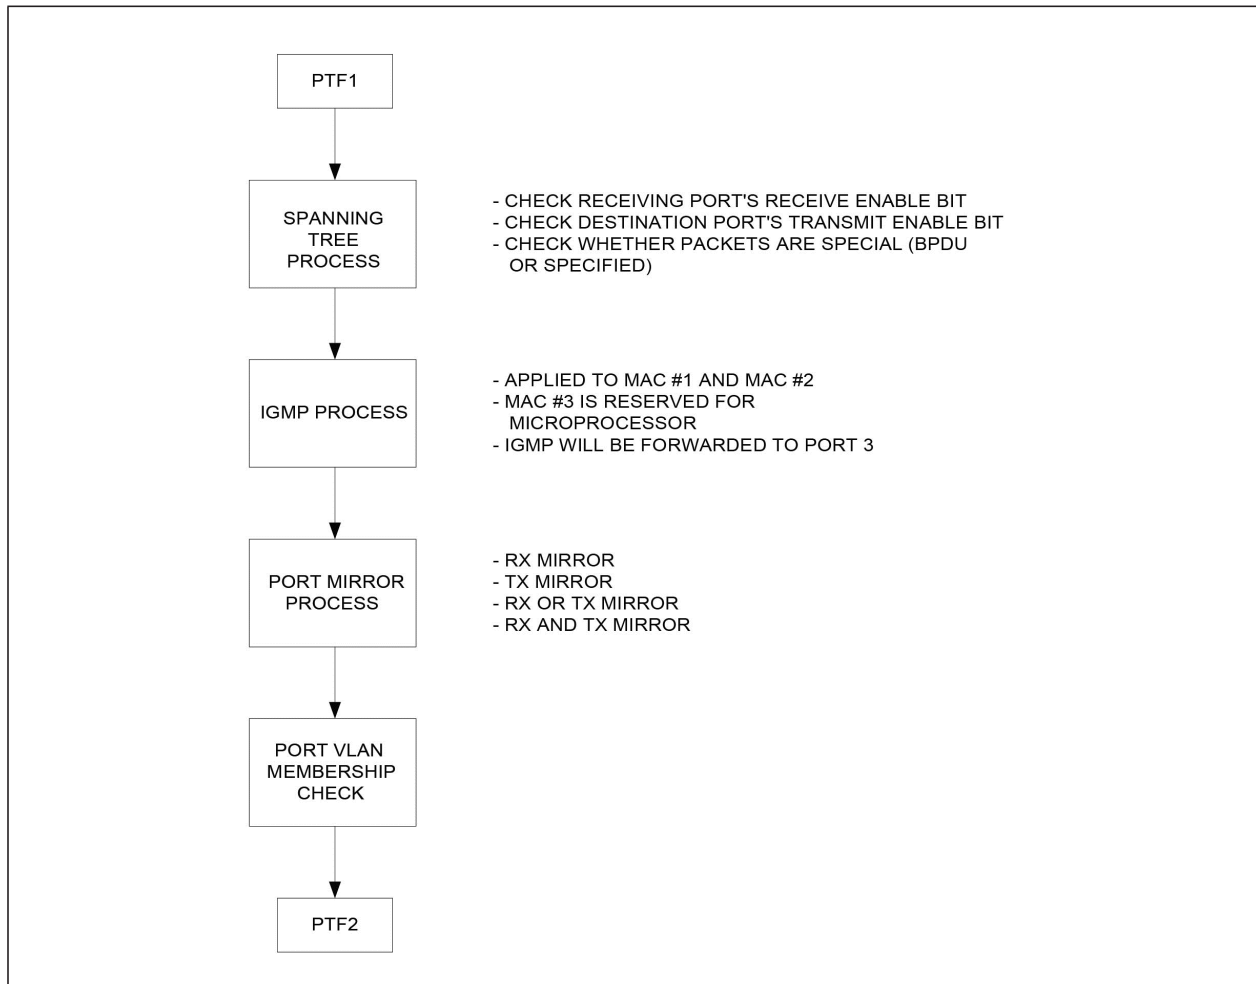 PTF1
SPANNING
TREE
PROCESS
- CHECK RECEIVING PORT'S RECEIVE ENABLE BIT
- CHECK DESTINATION PORT'S TRANSMIT ENABLE BIT
- CHECK WHETHER PACKETS ARE SPECIAL (BPDU
OR SPECIFIED)
IGMP PROCESS
- APPLIED TO MAC #1 AND MAC #2
- MAC #3 IS RESERVED FOR
MICROPROCESSOR
- IGMP WILL BE FORWARDED TO PORT 3
PORT MIRROR
PROCESS
- RX MIRROR
- TX MIRROR
- RX OR TX MIRROR
- RX AND TX MIRROR
PORT VLAN
MEMBERSHIP
CHECK
PTF2